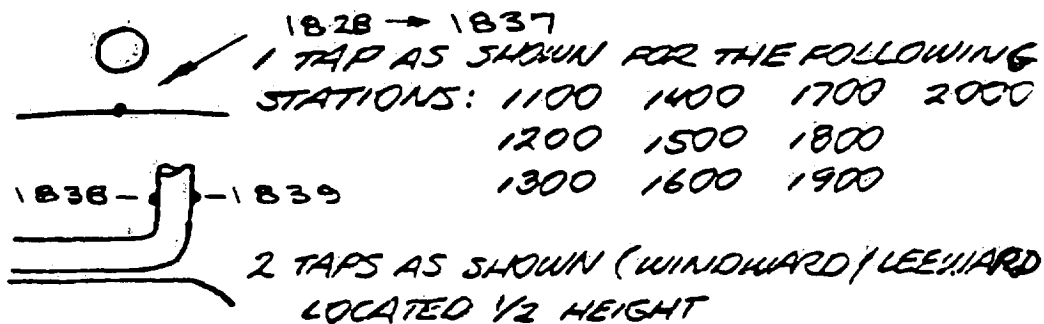 1828 → 1837
1 TAP AS SHOWN FOR THE FOLLOWING
STATIONS: 1100 1400 1700 2000
1200 1500 1800
1300 1600 1900
1838 - - 1839
2 TAPS AS SHOWN (WINDWARD/LEEWARD
LOCATED 1/2 HEIGHT